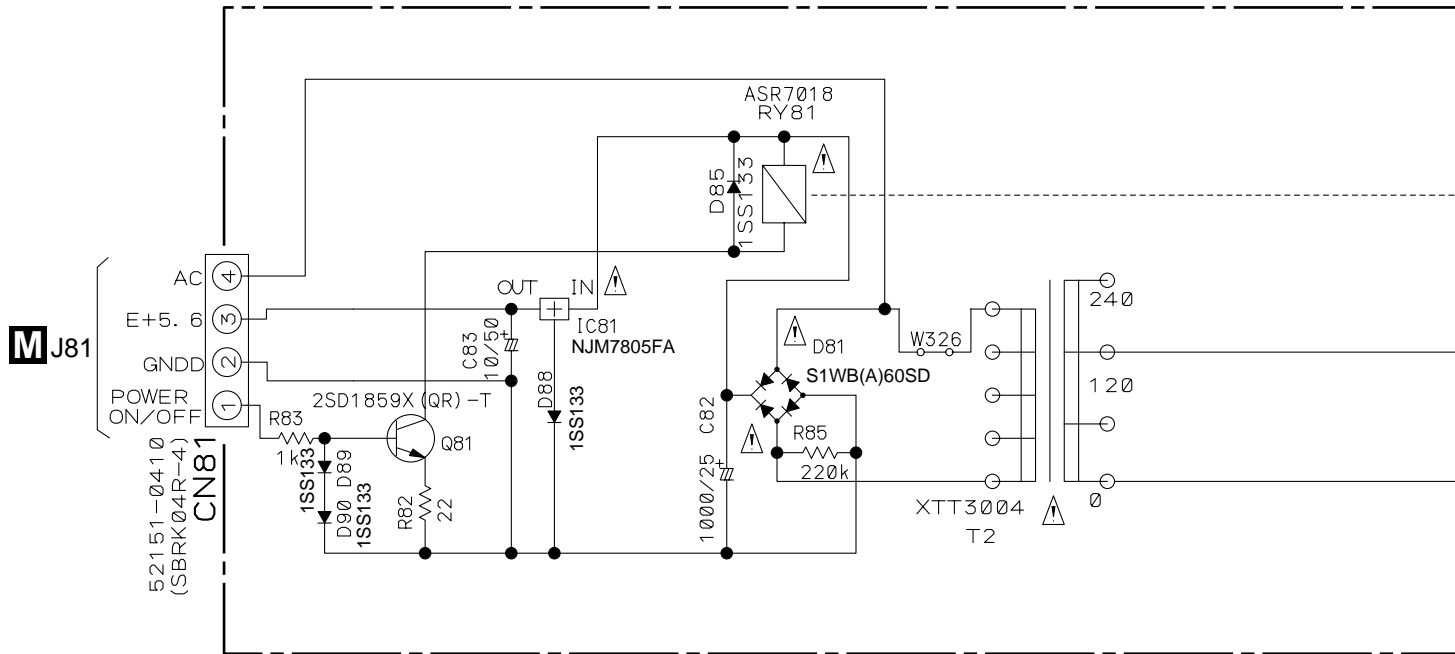 ASR7018
RY81
D85
1SS133
AC
4
E+5.6
3
GNDD
2
POWER
ON/OFF
1
M J81
52151-0410
(SBRK04R-4)
CN81
OUT
IN
IC81
NJM7805FA
C83
10/50
+
D88
1SS133
2SD1859X(QR)-T
Q81
R83
1k
1SS133
D89
D90
1SS133
R82
22
1000/25
C82
+
D81
S1WB(A)60SD
R85
220k
W326
XTT3004
T2
240
120
0